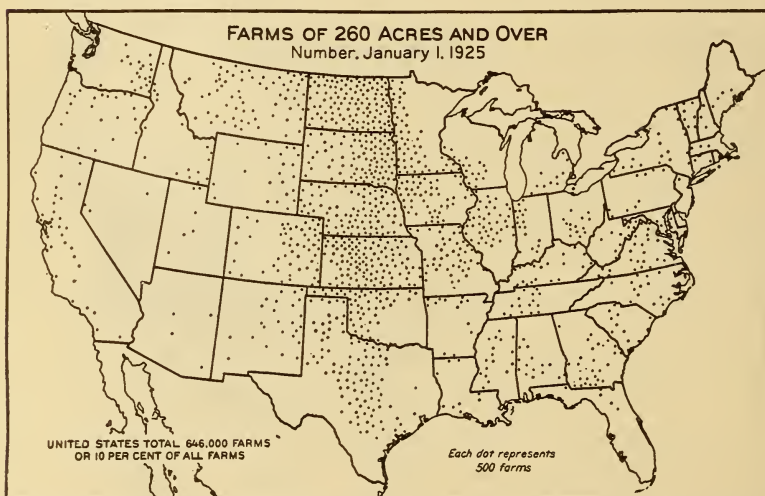 FARMS OF 260 ACRES AND OVER
Number, January 1, 1925
UNITED STATES TOTAL 646,000 FARMS
OR 10 PER CENT OF ALL FARMS
Each dot represents
500 farms